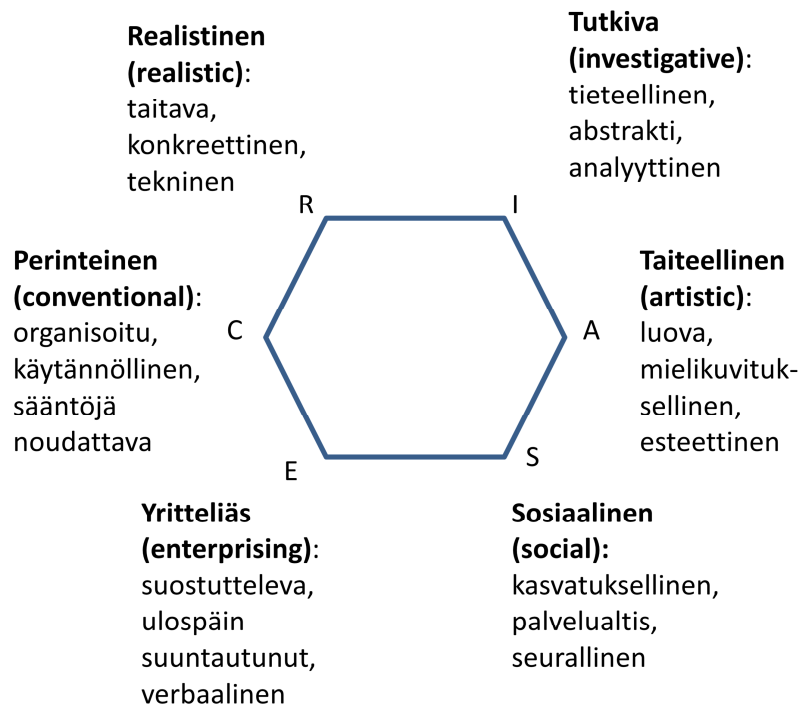 Realistinen
(realistic):
taitava,
konkreettinen,
tekninen
Tutkiva
(investigative):
tieteellinen,
abstrakti,
analyyttinen
R
I
Perinteinen
(conventional):
organisoitu,
käytännöllinen,
sääntöjä
noudattava
C
A
Taiteellinen
(artistic):
luova,
mielikuvituk-
sellinen,
esteettinen
E
S
Yritteliäs
(enterprising):
suostutteleva,
ulospäin
suuntautunut,
verbaalinen
Sosiaalinen
(social):
kasvatuksellinen,
palvelualtis,
seurallinen